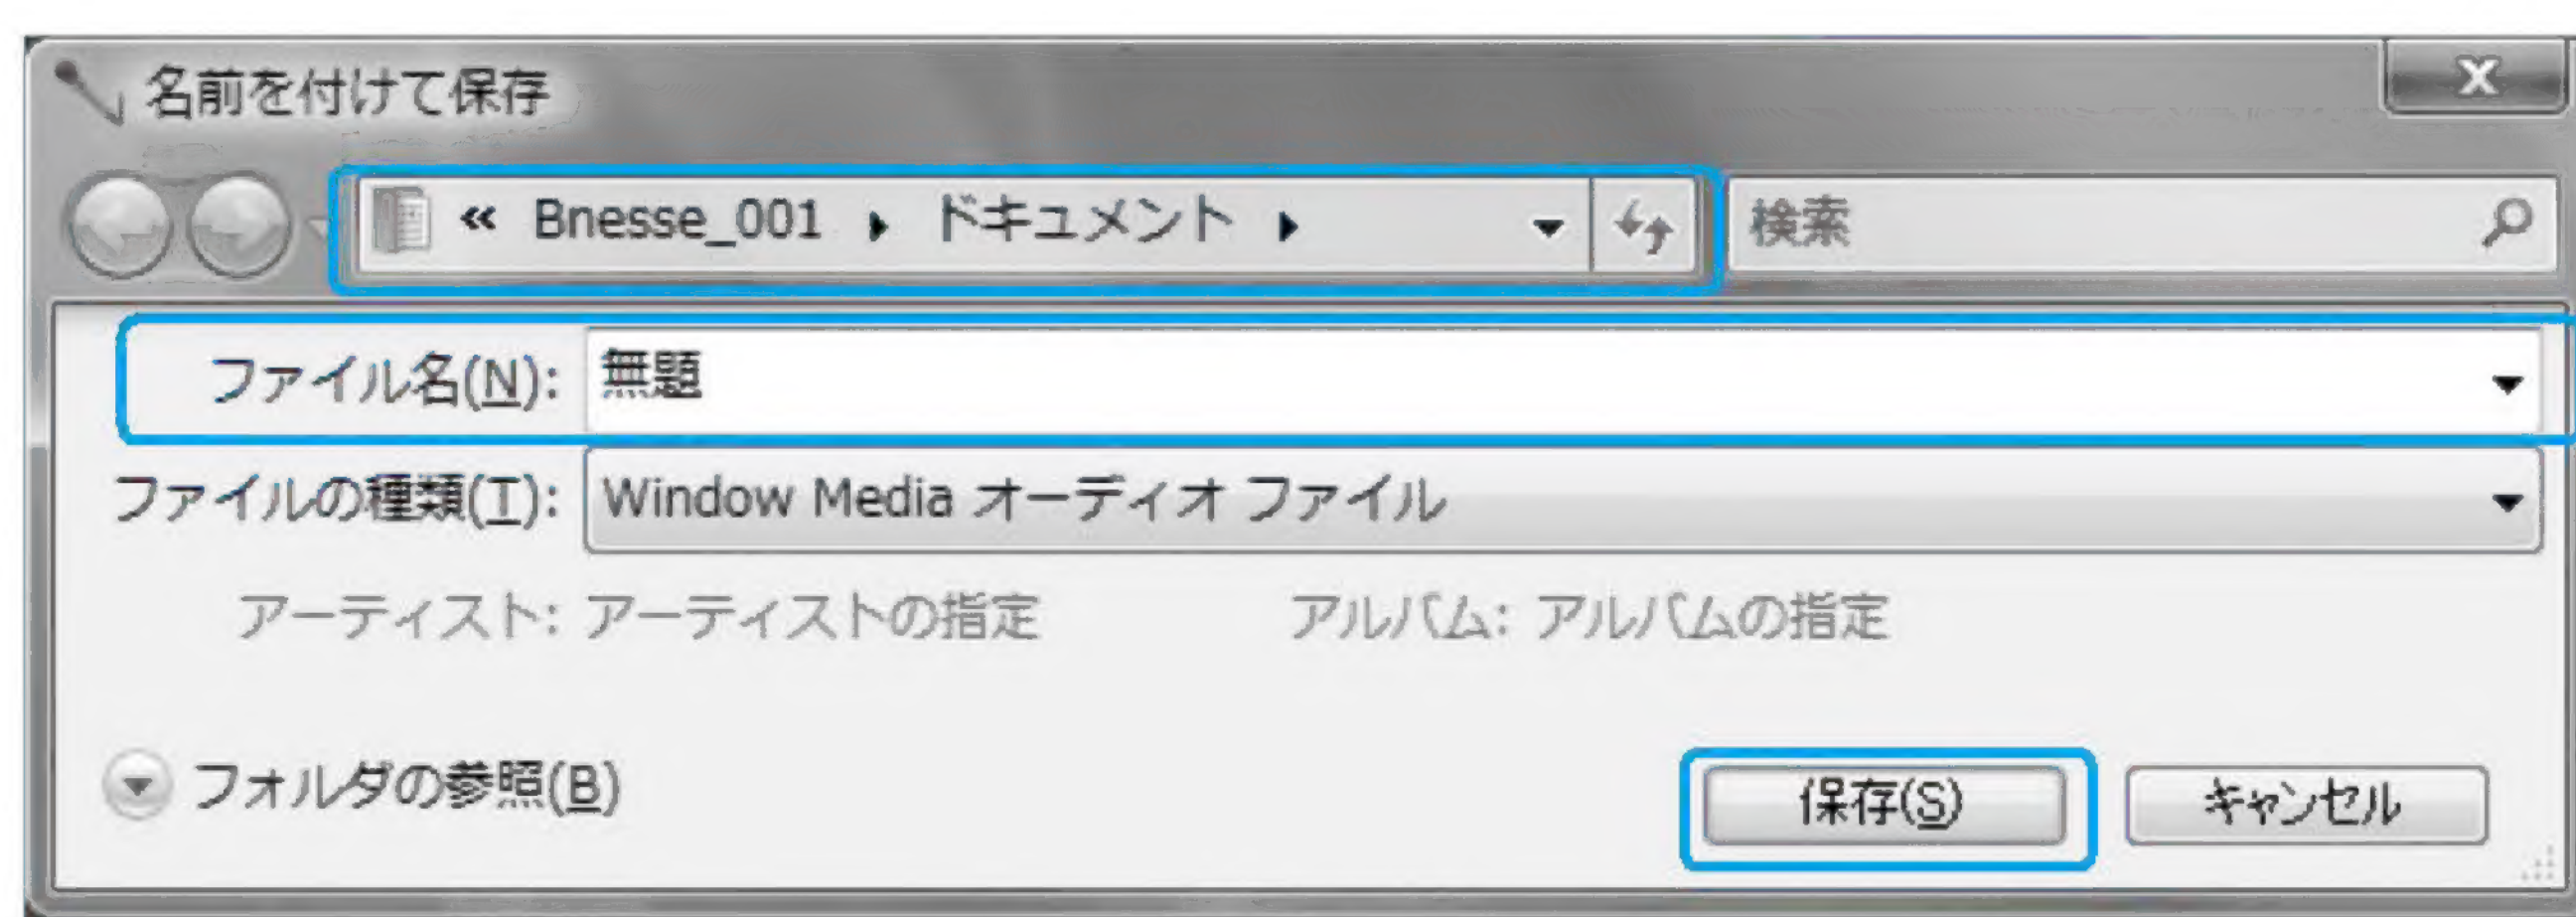 名前を付けて保存
« Bnesse_001 ▶ ドキュメント ▶ 検索
ファイル名(N): 無題
ファイルの種類(T): Window Media オーディオ ファイル
アーティスト: アーティストの指定 アルバム: アルバムの指定
フォルダの参照(B) 保存(S) キャンセル